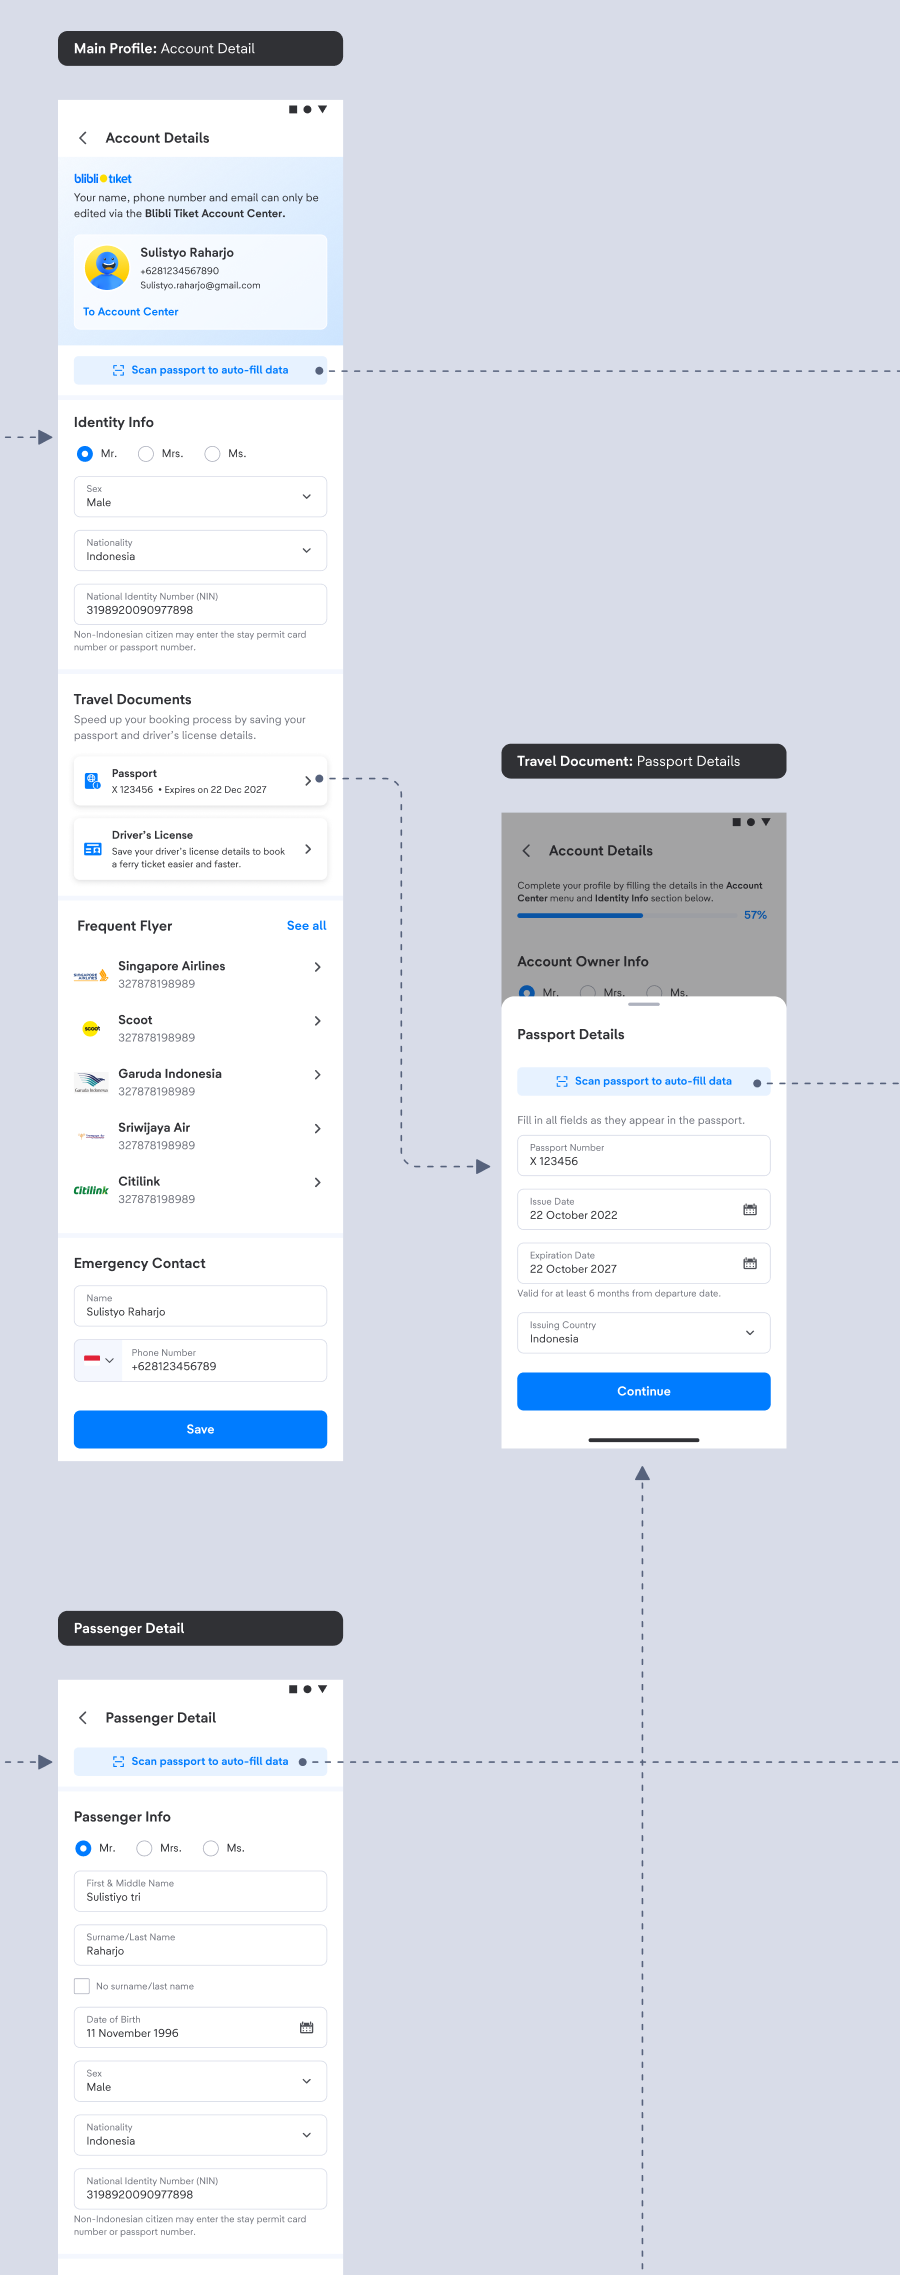 Main Profile: Account Detail
Account Details
blibli tiket
Your name, phone number and email can only be
edited via the Blibli Tiket Account Center.
Sulistyo Raharjo
+6281234567890
Sulistyo.raharjo@gmail.com
To Account Center
Scan passport to auto-fill data
Identity Info
Mr. Mrs. Ms.
Sex
Male
Nationality
Indonesia
National Identity Number (NIN)
3198920090977898
Non-Indonesian citizen may enter the stay permit card
number or passport number.
Travel Documents
Speed up your booking process by saving your
passport and driver's license details.
Passport
X 123456 • Expires on 22 Dec 2027
Driver's License
Save your driver's license details to book
a ferry ticket easier and faster.
Frequent Flyer See all
SINGAPORE AIRLINES
Singapore Airlines
327878198989
scoot
Scoot
327878198989
Garuda Indonesia
Garuda Indonesia
327878198989
Sriwijaya Air
327878198989
Citilink
Citilink
327878198989
Emergency Contact
Name
Sulistyo Raharjo
Phone Number
+628123456789
Save
Travel Document: Passport Details
Account Details
Complete your profile by filling the details in the Account
Center menu and Identity Info section below.
57%
Account Owner Info
Mr. Mrs. Ms.
Passport Details
Scan passport to auto-fill data
Fill in all fields as they appear in the passport.
Passport Number
X 123456
Issue Date
22 October 2022
Expiration Date
22 October 2027
Valid for at least 6 months from departure date.
Issuing Country
Indonesia
Continue
Passenger Detail
Passenger Detail
Scan passport to auto-fill data
Passenger Info
Mr. Mrs. Ms.
First & Middle Name
Sulistiyo tri
Surname/Last Name
Raharjo
No surname/last name
Date of Birth
11 November 1996
Sex
Male
Nationality
Indonesia
National Identity Number (NIN)
3198920090977898
Non-Indonesian citizen may enter the stay permit card
number or passport number.